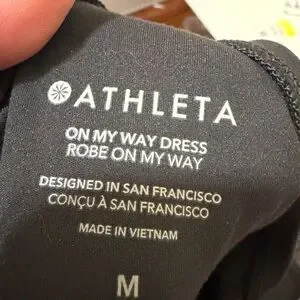 ATHLETA
ON MY WAY DRESS
ROBE ON MY WAY
DESIGNED IN SAN FRANCISCO
CONÇU À SAN FRANCISCO
MADE IN VIETNAM
M